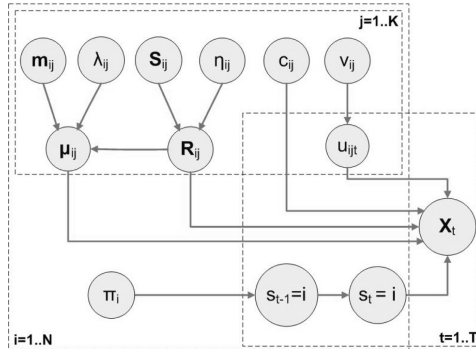 j=1..K
m_ij λ_ij S_ij η_ij c_ij v_ij
μ_ij R_ij u_ijt
X_t
π_i s_t-1=i s_t = i
i=1..N t=1..T